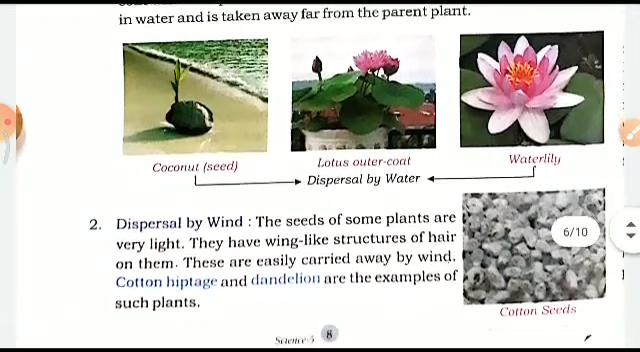 in water and is taken away far from the parent plant.
Coconut (seed)
Lotus outer-coat
Waterlily
Dispersal by Water
2. Dispersal by Wind : The seeds of some plants are
very light. They have wing-like structures of hair
on them. These are easily carried away by wind.
Cotton hiptage and dandelion are the examples of
such plants.
6/10
Cotton Seeds
Science-5 8